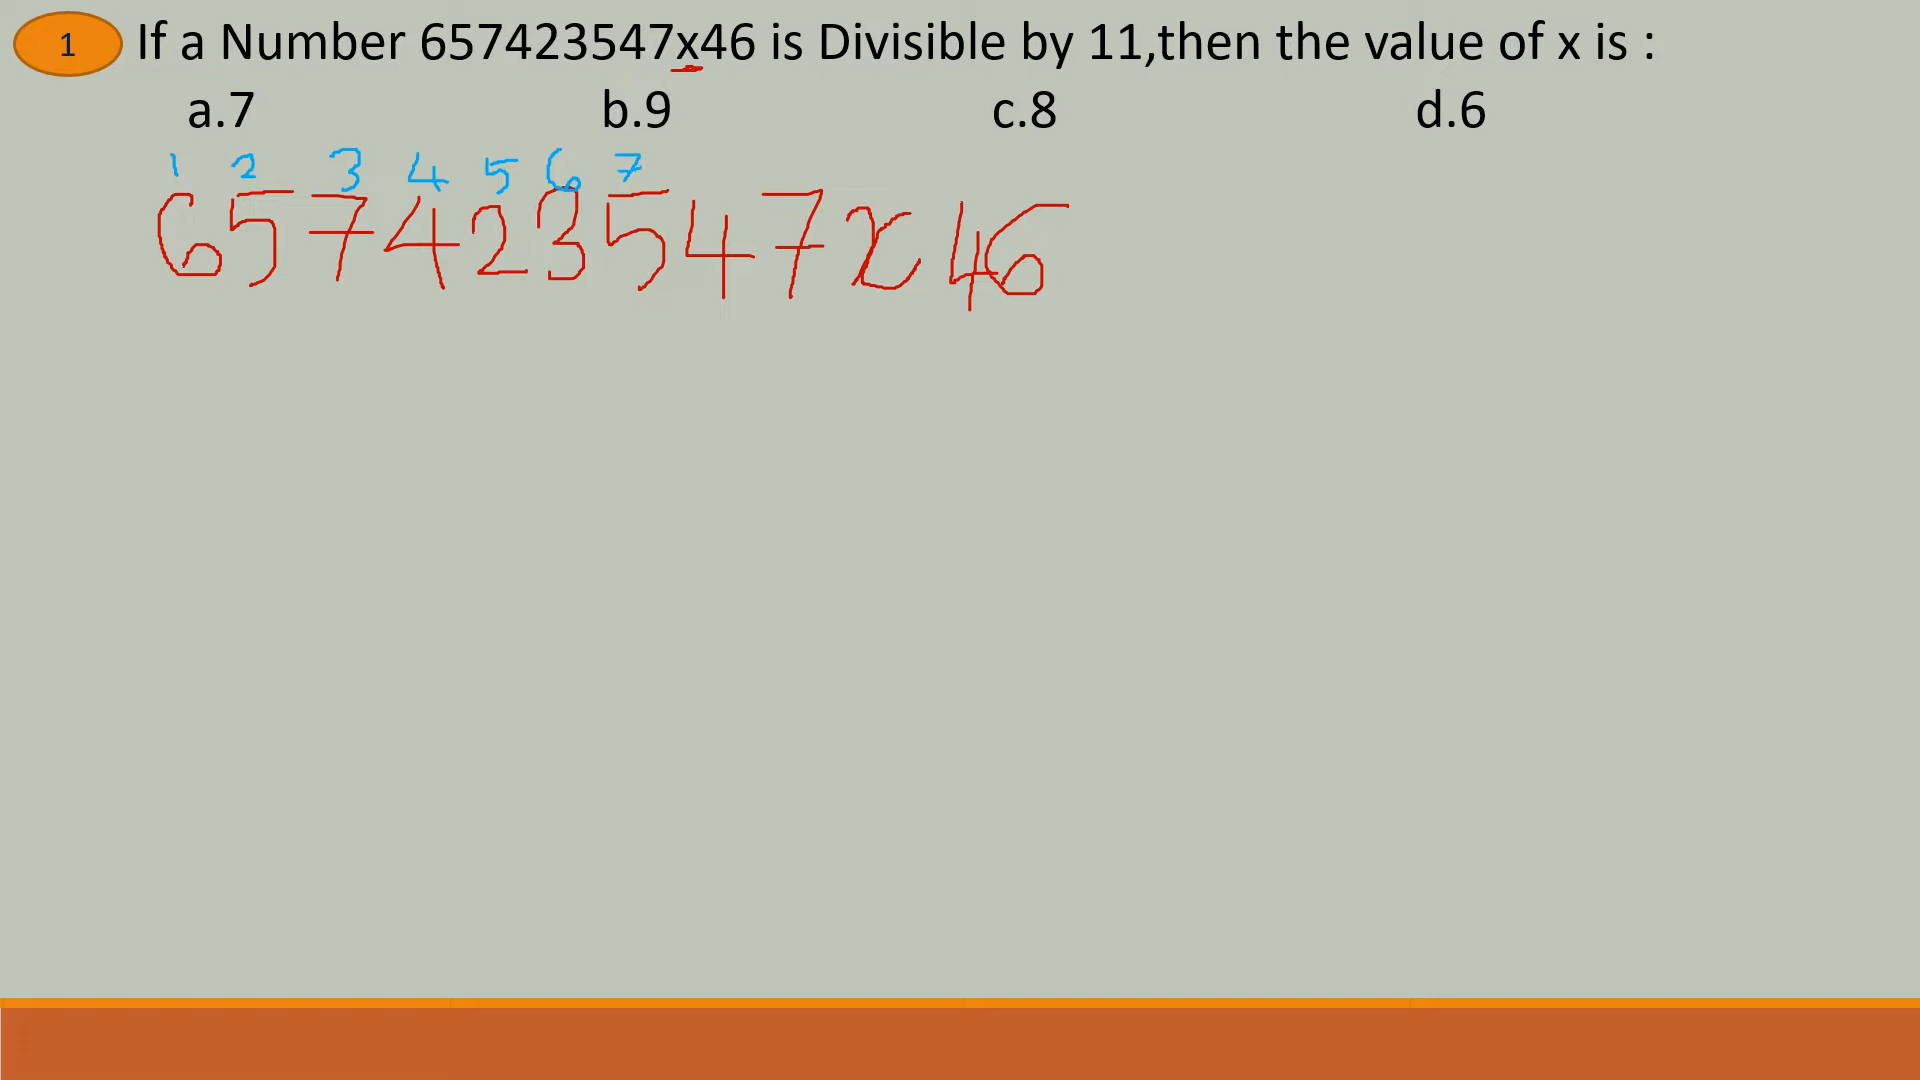 1 If a Number 657423547x46 is Divisible by 11,then the value of x is :
a.7 b.9 c.8 d.6
1 2 3 4 5 6 7
657423547x46